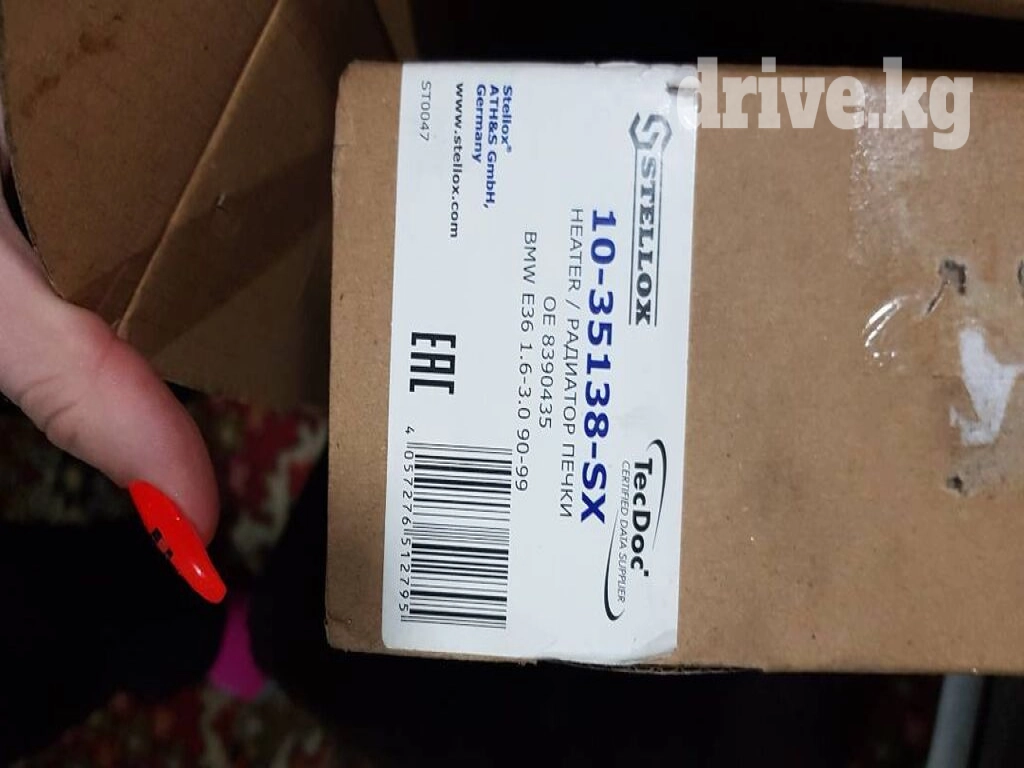 drive.kg
STELLOX
TecDoc
CERTIFIED DATA SUPPLIER
10-35138-SX
HEATER / РАДИАТОР ПЕЧКИ
OE 8390435
BMW E36 1.6-3.0 90-99
Stellox®
ATH&S GmbH,
Germany
www.stellox.com
ST0047
EAC
4 057276 512795